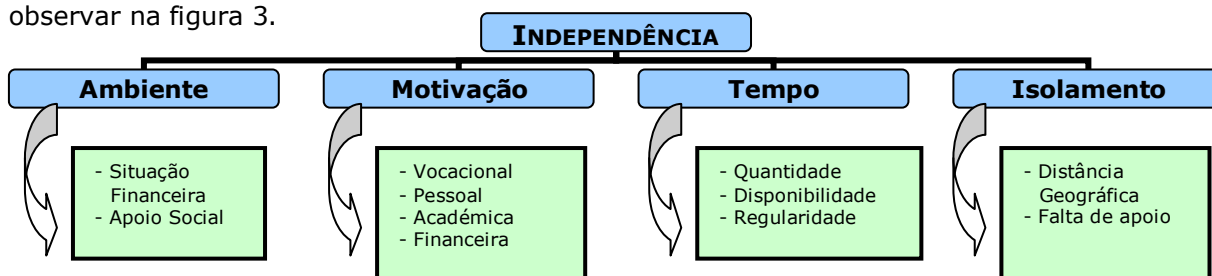 observar na figura 3.
INDEPENDÊNCIA
Ambiente
Motivação
Tempo
Isolamento
- Situação
Financeira
- Apoio Social
- Vocacional
- Pessoal
- Académica
- Financeira
- Quantidade
- Disponibilidade
- Regularidade
- Distância
Geográfica
- Falta de apoio